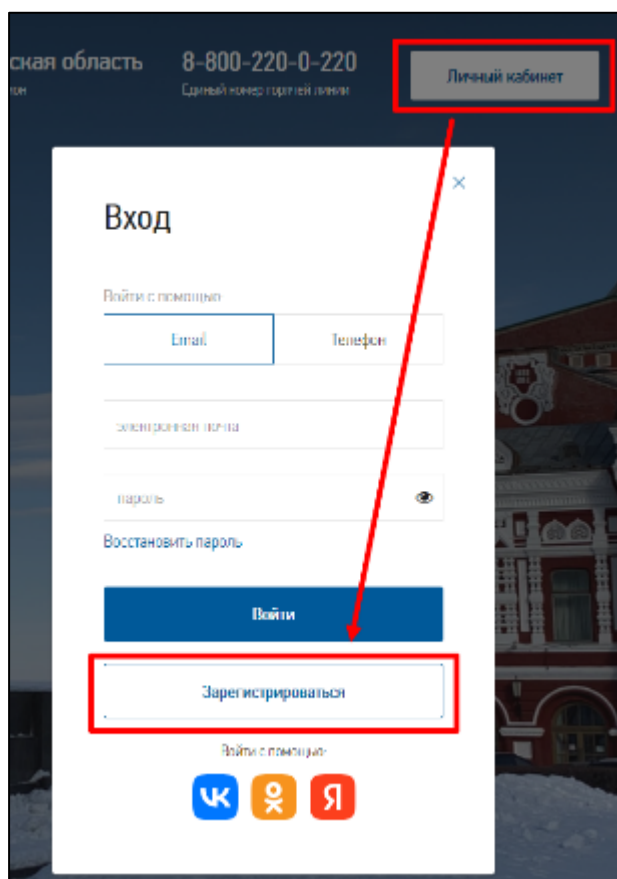 ская область
8-800-220-0-220
Личный кабинет
Единый номер горячей линии
Вход
Войти с помощью
Email
Телефон
электронная почта
пароль
Восстановить пароль
Войти
Зарегистрироваться
Войти с помощью:
Я